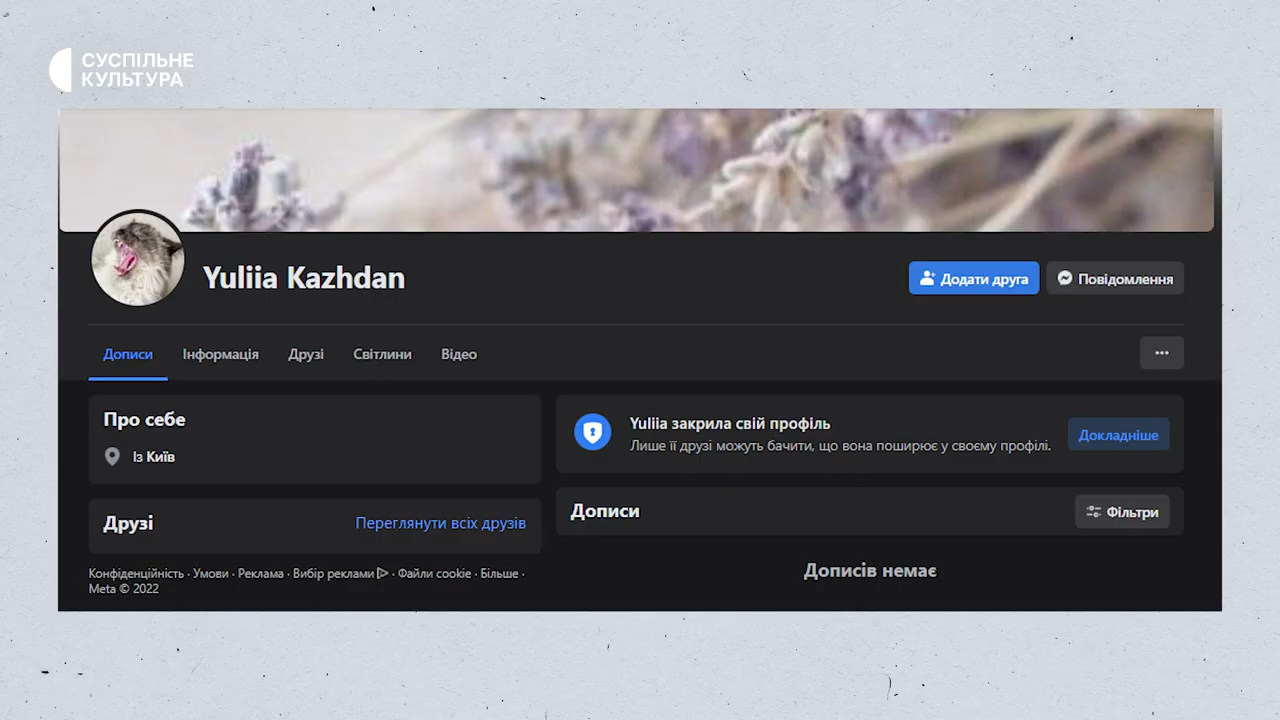 СУСПІЛЬНЕ
КУЛЬТУРА
Yuliia Kazhdan
Додати друга
Повідомлення
Дописи
Інформація
Друзі
Світлини
Відео
Про себе
Із Київ
Друзі
Переглянути всіх друзів
Конфіденційність · Умови · Реклама · Вибір реклами · Файли cookie · Більше ·
Meta © 2022
Yuliia закрила свій профіль
Лише її друзі можуть бачити, що вона поширює у своєму профілі.
Докладніше
Дописи
Фільтри
Дописів немає